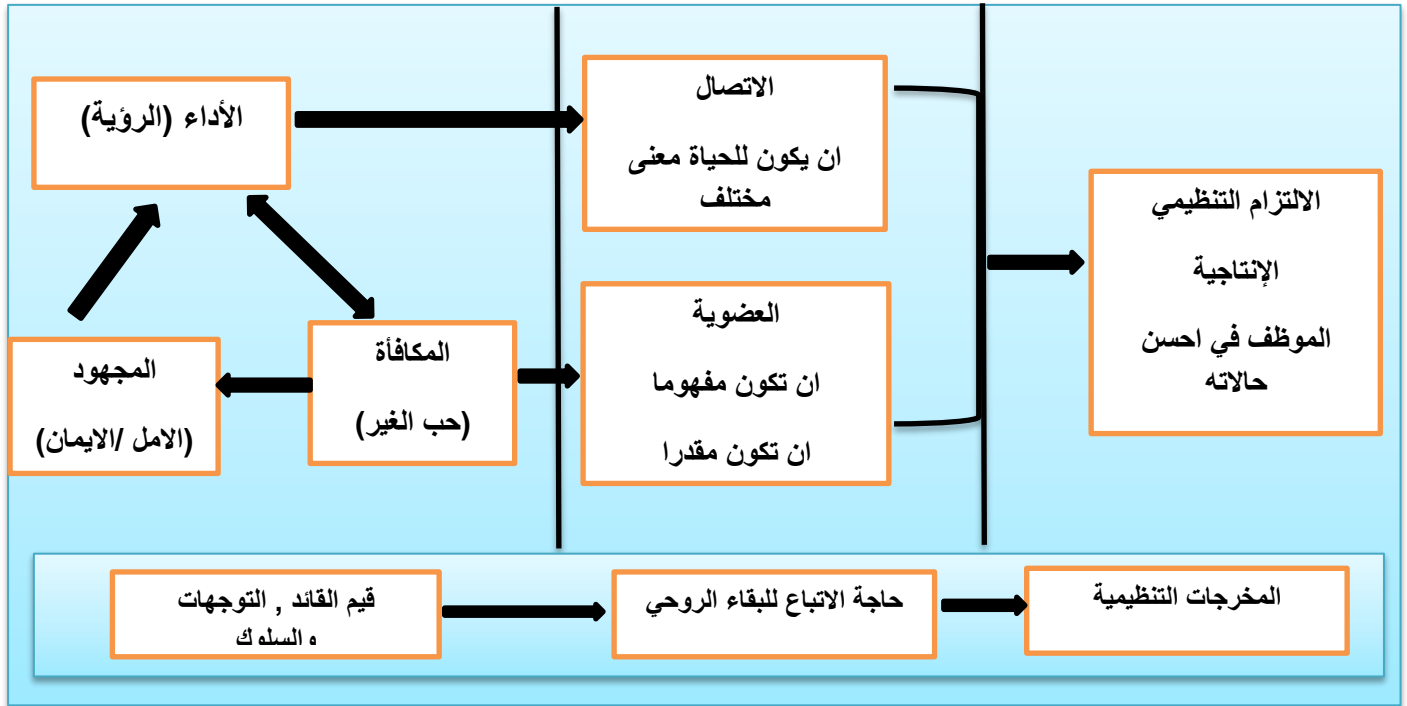 الأداء (الرؤية)
المكافأة
(حب الغير)
المجهود
(الامل /الايمان)
الاتصال
ان يكون للحياة معنى
مختلف
العضوية
ان تكون مفهوما
ان تكون مقدرا
الالتزام التنظيمي
الإنتاجية
الموظف في احسن
حالاته
قيم القائد , التوجهات
والسلوك
حاجة الاتباع للبقاء الروحي
المخرجات التنظيمية